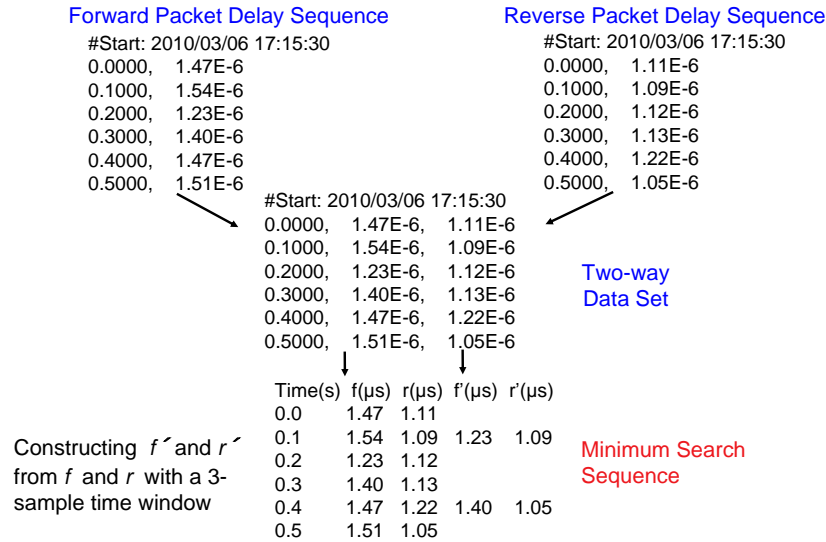 Forward Packet Delay Sequence
#Start: 2010/03/06 17:15:30
0.0000, 1.47E-6
0.1000, 1.54E-6
0.2000, 1.23E-6
0.3000, 1.40E-6
0.4000, 1.47E-6
0.5000, 1.51E-6
Reverse Packet Delay Sequence
#Start: 2010/03/06 17:15:30
0.0000, 1.11E-6
0.1000, 1.09E-6
0.2000, 1.12E-6
0.3000, 1.13E-6
0.4000, 1.22E-6
0.5000, 1.05E-6
#Start: 2010/03/06 17:15:30
0.0000, 1.47E-6, 1.11E-6
0.1000, 1.54E-6, 1.09E-6
0.2000, 1.23E-6, 1.12E-6
0.3000, 1.40E-6, 1.13E-6
0.4000, 1.47E-6, 1.22E-6
0.5000, 1.51E-6, 1.05E-6
Two-way
Data Set
Time(s) f(µs) r(µs) f'(µs) r'(µs)
0.0 1.47 1.11
0.1 1.54 1.09 1.23 1.09
0.2 1.23 1.12
0.3 1.40 1.13
0.4 1.47 1.22 1.40 1.05
0.5 1.51 1.05
Constructing f´ and r´
from f and r with a 3-
sample time window
Minimum Search
Sequence